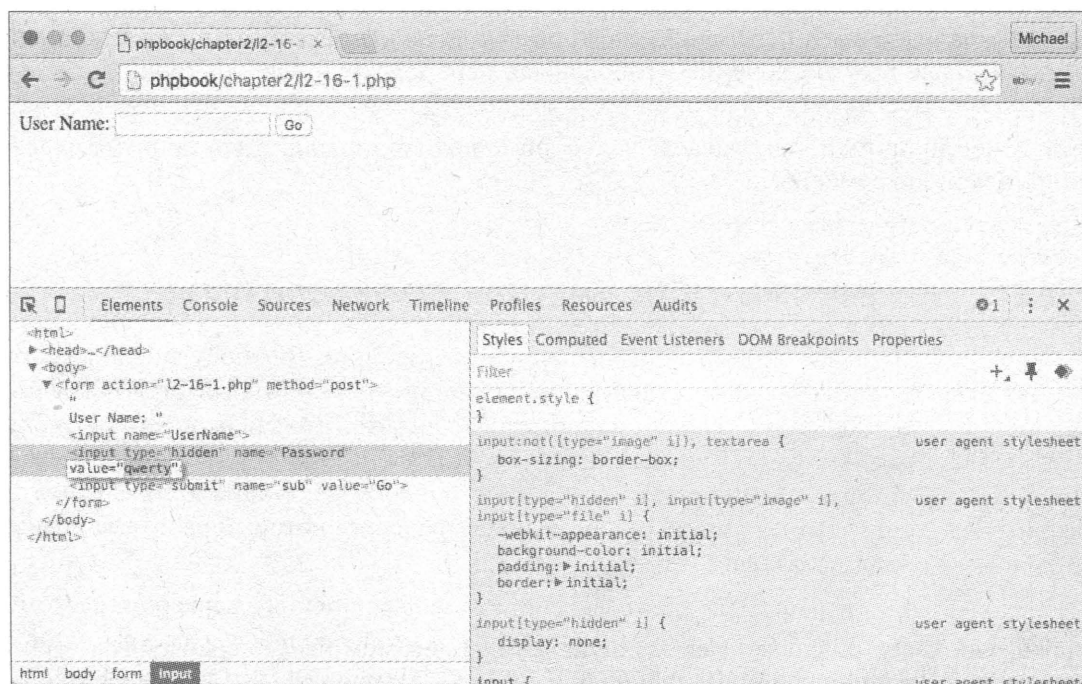 phpbook/chapter2/l2-16-1 ×
Michael
phpbook/chapter2/l2-16-1.php
User Name: Go
Elements Console Sources Network Timeline Profiles Resources Audits
1
<html>
▶<head>…</head>
▼<body>
▼<form action="l2-16-1.php" method="post">
"
User Name: "
<input name="UserName">
<input type="hidden" name="Password"
value="qwerty"
<input type="submit" name="sub" value="Go">
</form>
</body>
</html>
html body form input
Styles Computed Event Listeners DOM Breakpoints Properties
Filter
element.style {
}
input:not([type="image" i]), textarea { user agent stylesheet
box-sizing: border-box;
}
input[type="hidden" i], input[type="image" i], user agent stylesheet
input[type="file" i] {
-webkit-appearance: initial;
background-color: initial;
padding:▶initial;
border:▶initial;
}
input[type="hidden" i] { user agent stylesheet
display: none;
}
input { user agent stylesheet